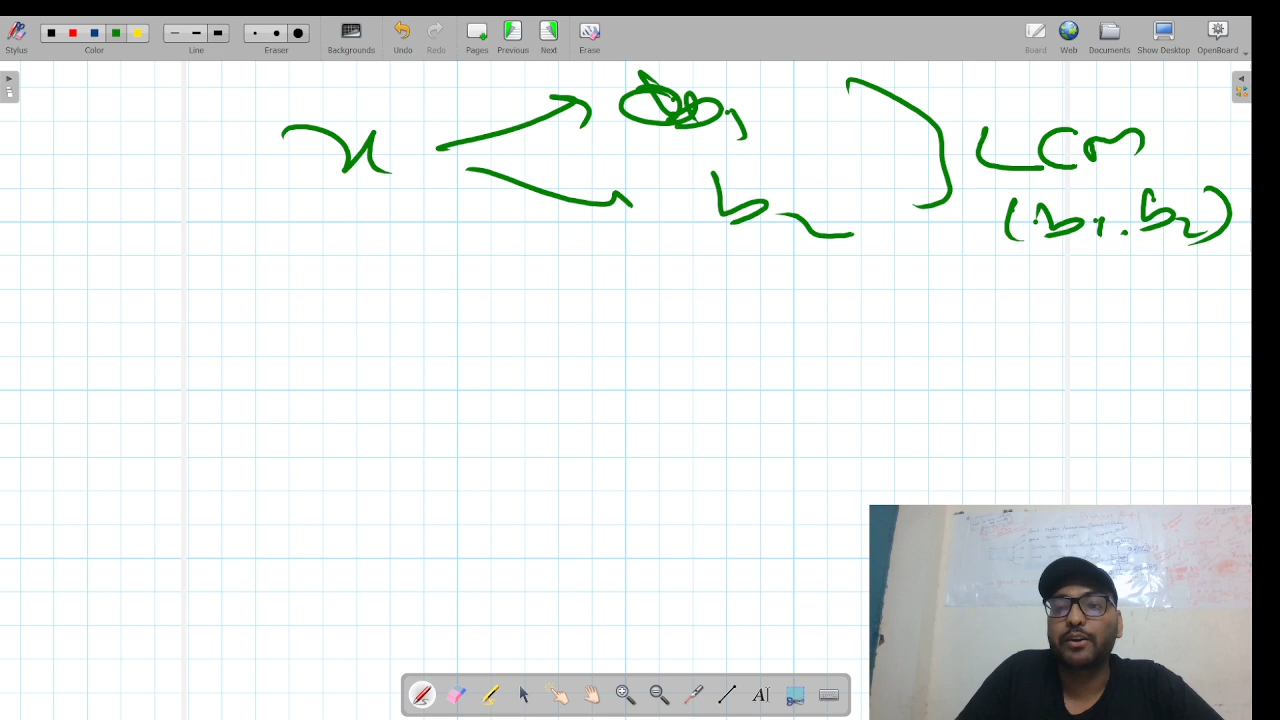 Stylus
Color
Line
Eraser
Backgrounds
Undo
Redo
Pages
Previous
Next
Erase
Board
Web
Documents
Show Desktop
OpenBoard
x
b1
b2
LCM
(b1.b2)